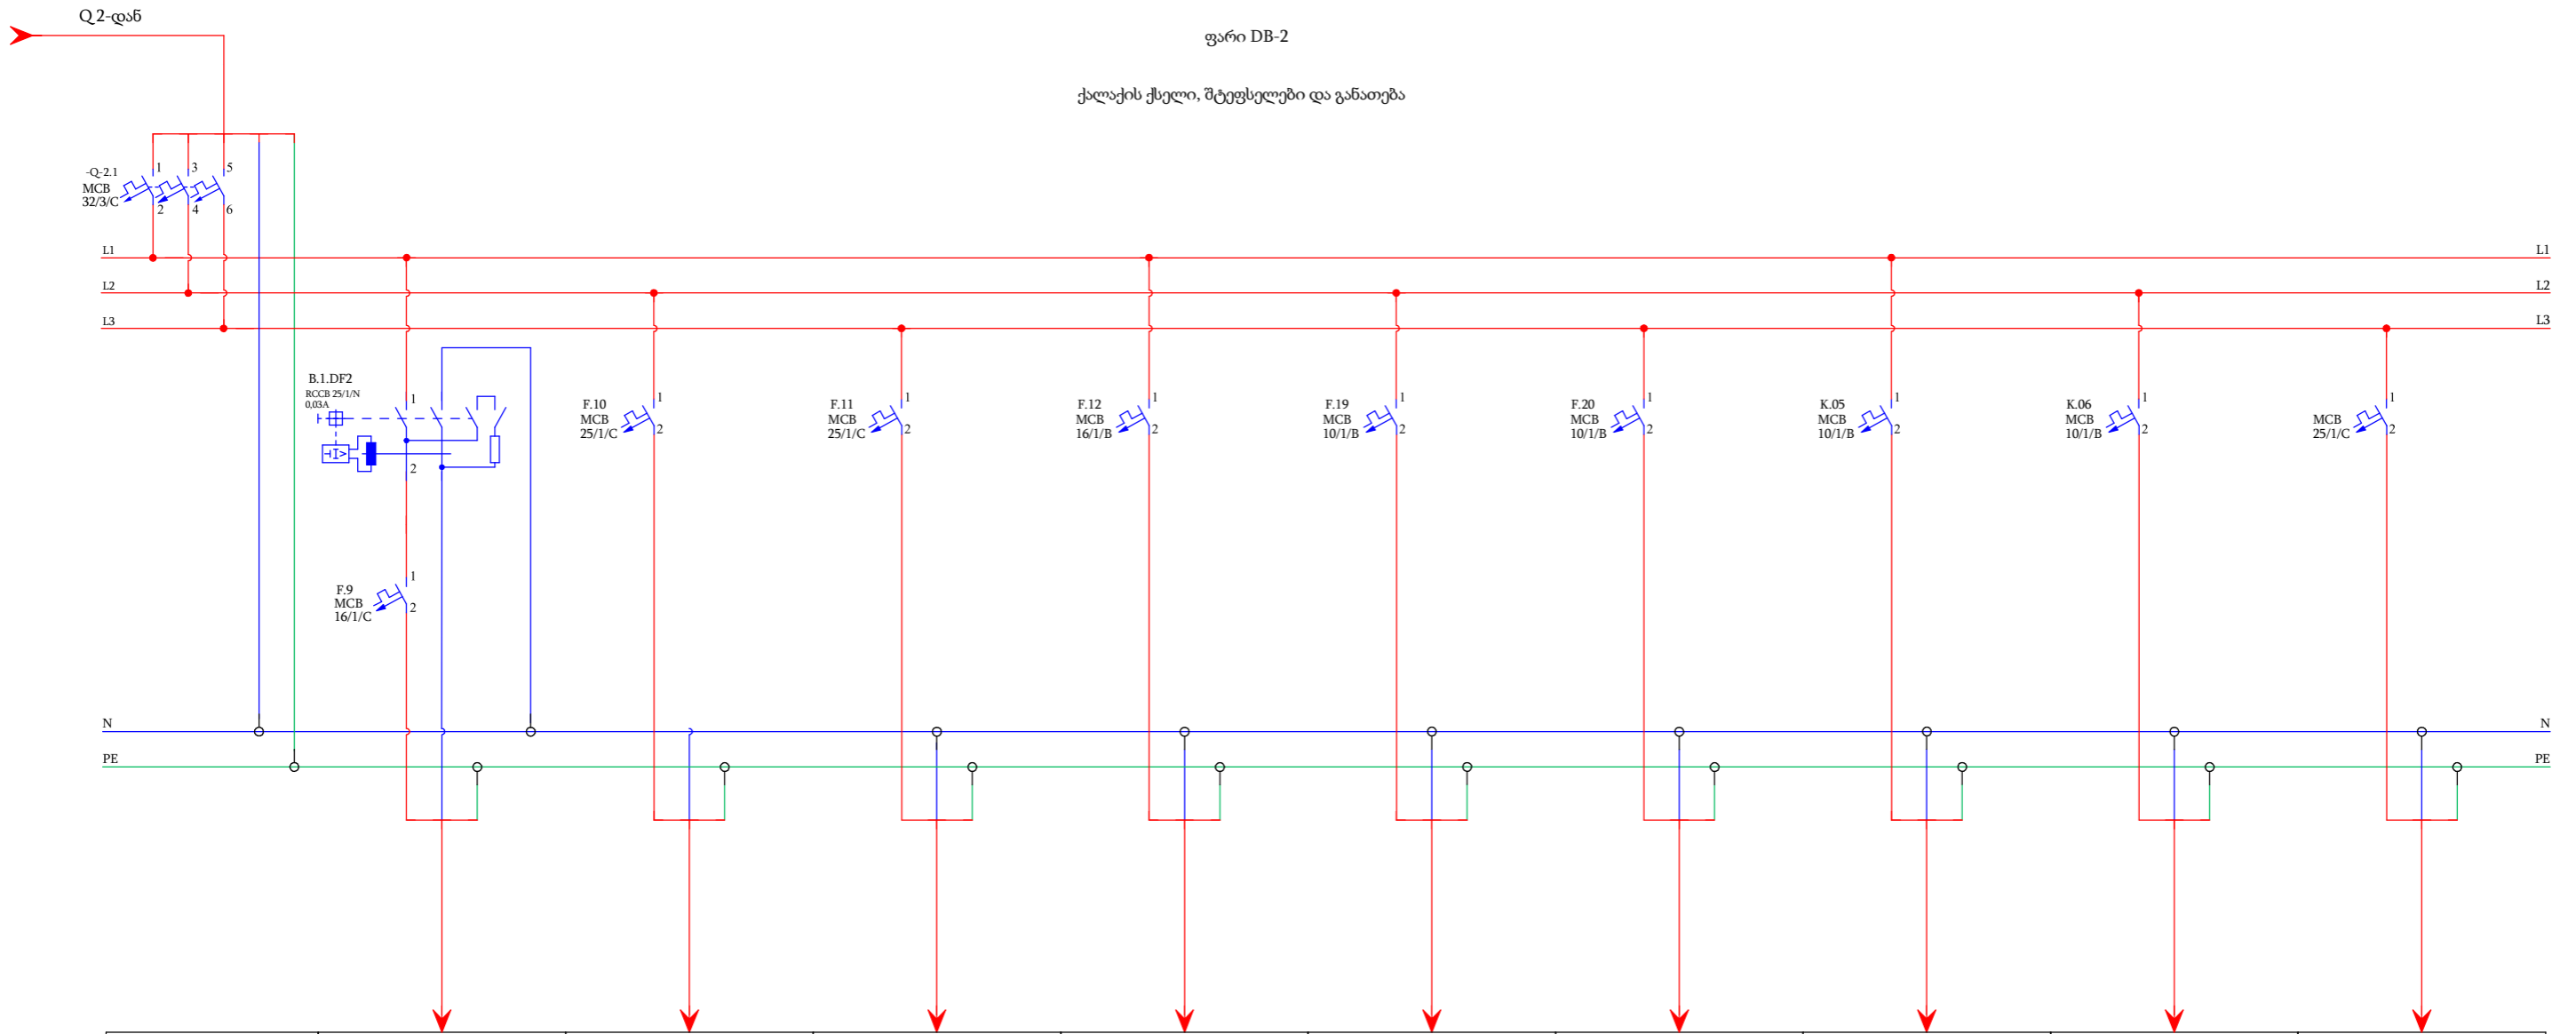 Q 2-დან
ფარი DB-2
ქალაქის ქსელი, შტეფსელები და განათება
1
3
5
-Q-2.1
MCB
32/3/C
2
4
6
L1
L1
L2
L2
L3
L3
B.1.DF2
RCCB 25/1/N
0,03A
1
2
I>
F.10
MCB
25/1/C
1
2
F.11
MCB
25/1/C
1
2
F.12
MCB
16/1/B
1
2
F.19
MCB
10/1/B
1
2
F.20
MCB
10/1/B
1
2
K.05
MCB
10/1/B
1
2
K.06
MCB
10/1/B
1
2
MCB
25/1/C
1
2
F.9
MCB
16/1/C
1
2
N
N
PE
PE